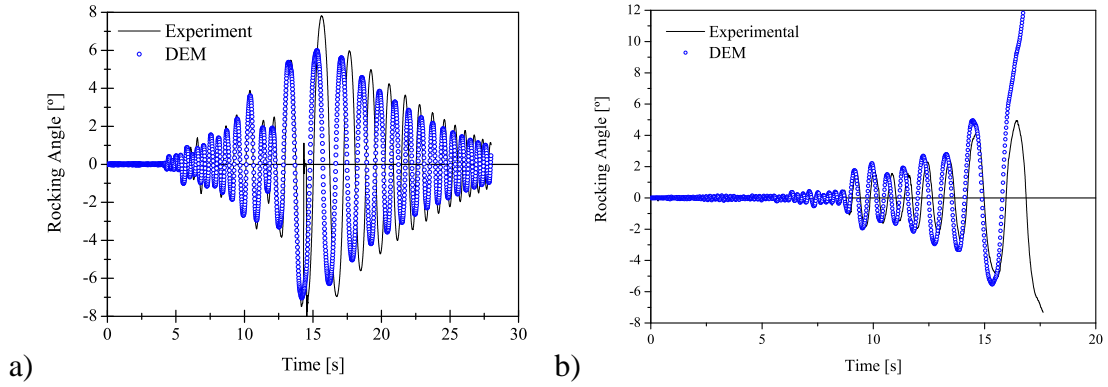 8
6
4
2
0
-2
-4
-6
-8
Rocking Angle [º]
Experiment
DEM
0 5 10 15 20 25 30
Time [s]
a)
12
10
8
6
4
2
0
-2
-4
-6
-8
Rocking Angle [º]
Experimental
DEM
0 5 10 15 20
Time [s]
b)